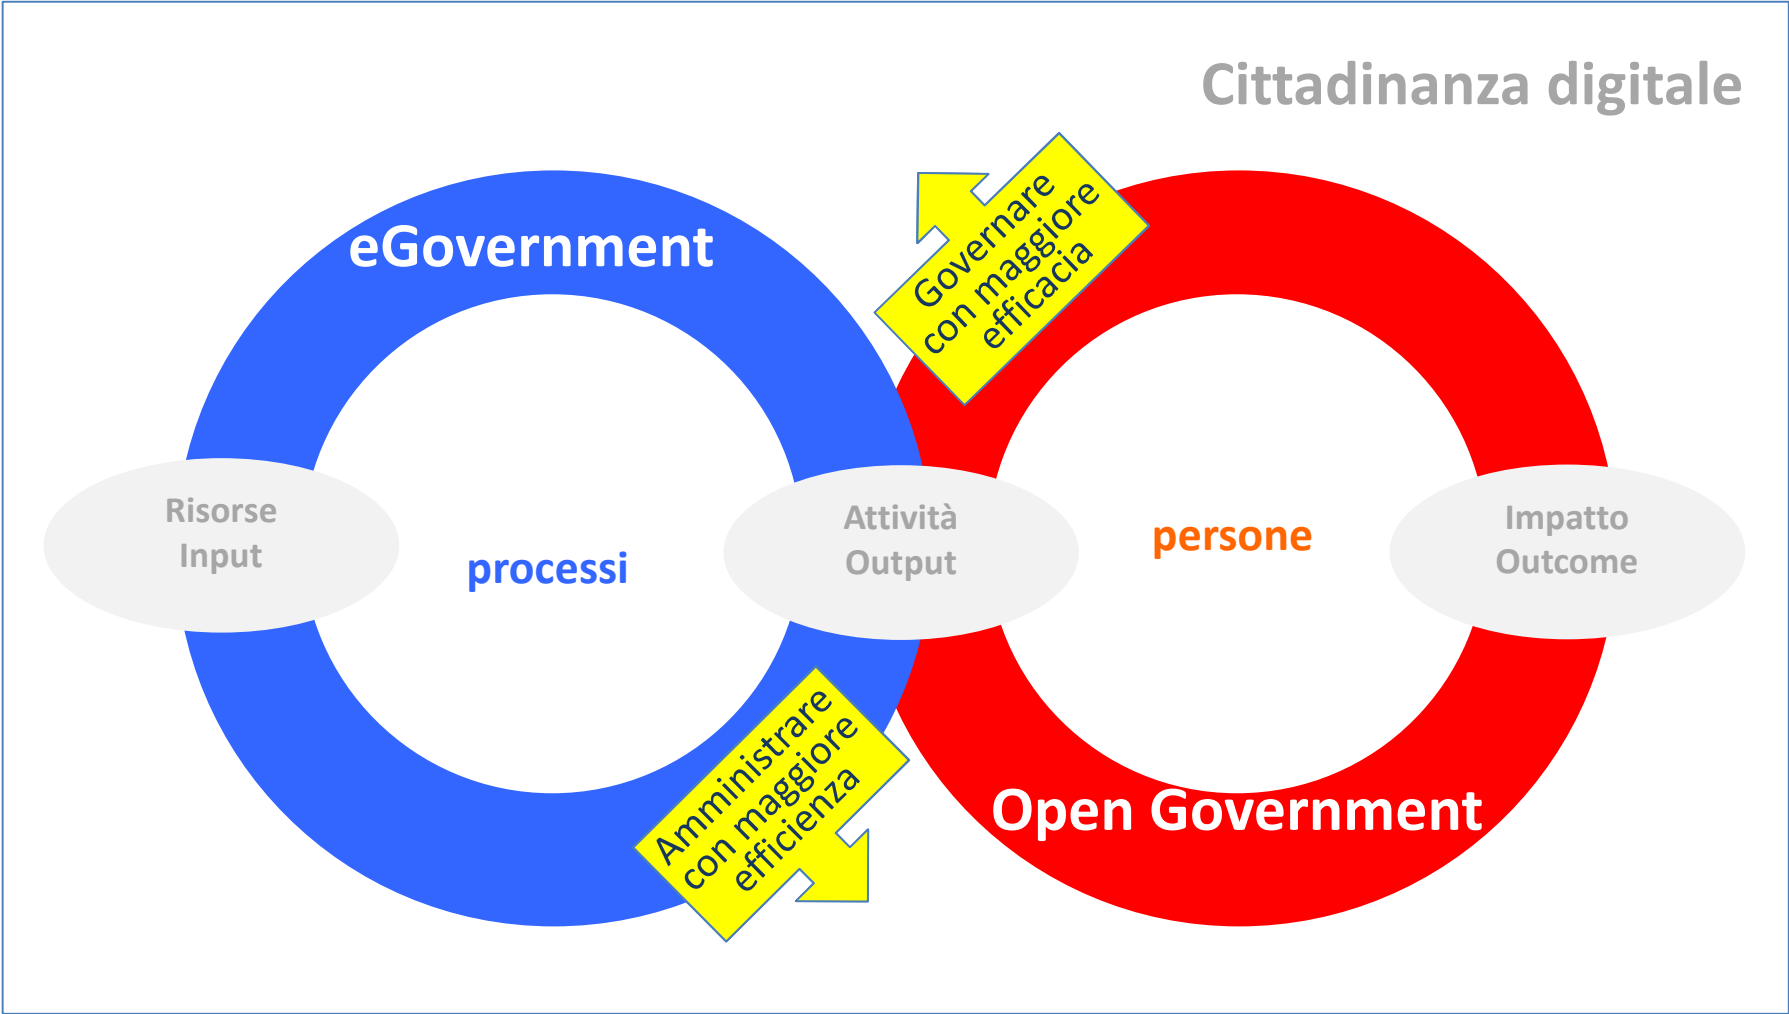 Cittadinanza digitale
eGovernment
Governare
con maggiore
efficacia
Risorse
Input
processi
Attività
Output
persone
Impatto
Outcome
Amministrare
con maggiore
efficienza
Open Government